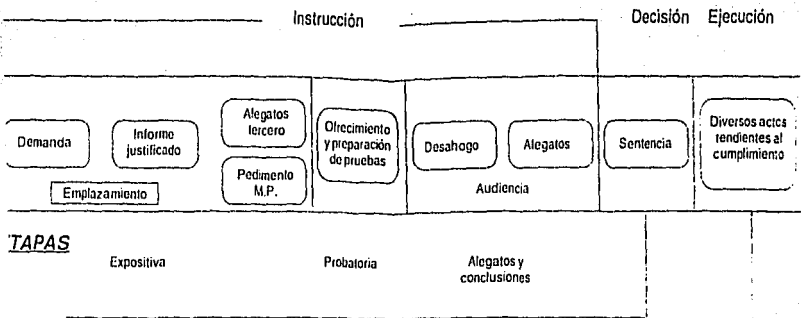 Instrucción
Decisión
Ejecución
Demanda
Informe
justificado
Emplazamiento
Alegatos
tercero
Pedimento
M.P.
Ofrecimiento
y preparación
de pruebas
Desahogo
Alegatos
Audiencia
Sentencia
Diversos actos
tendientes al
cumplimiento
TAPAS
Expositiva
Probatoria
Alegatos y
conclusiones